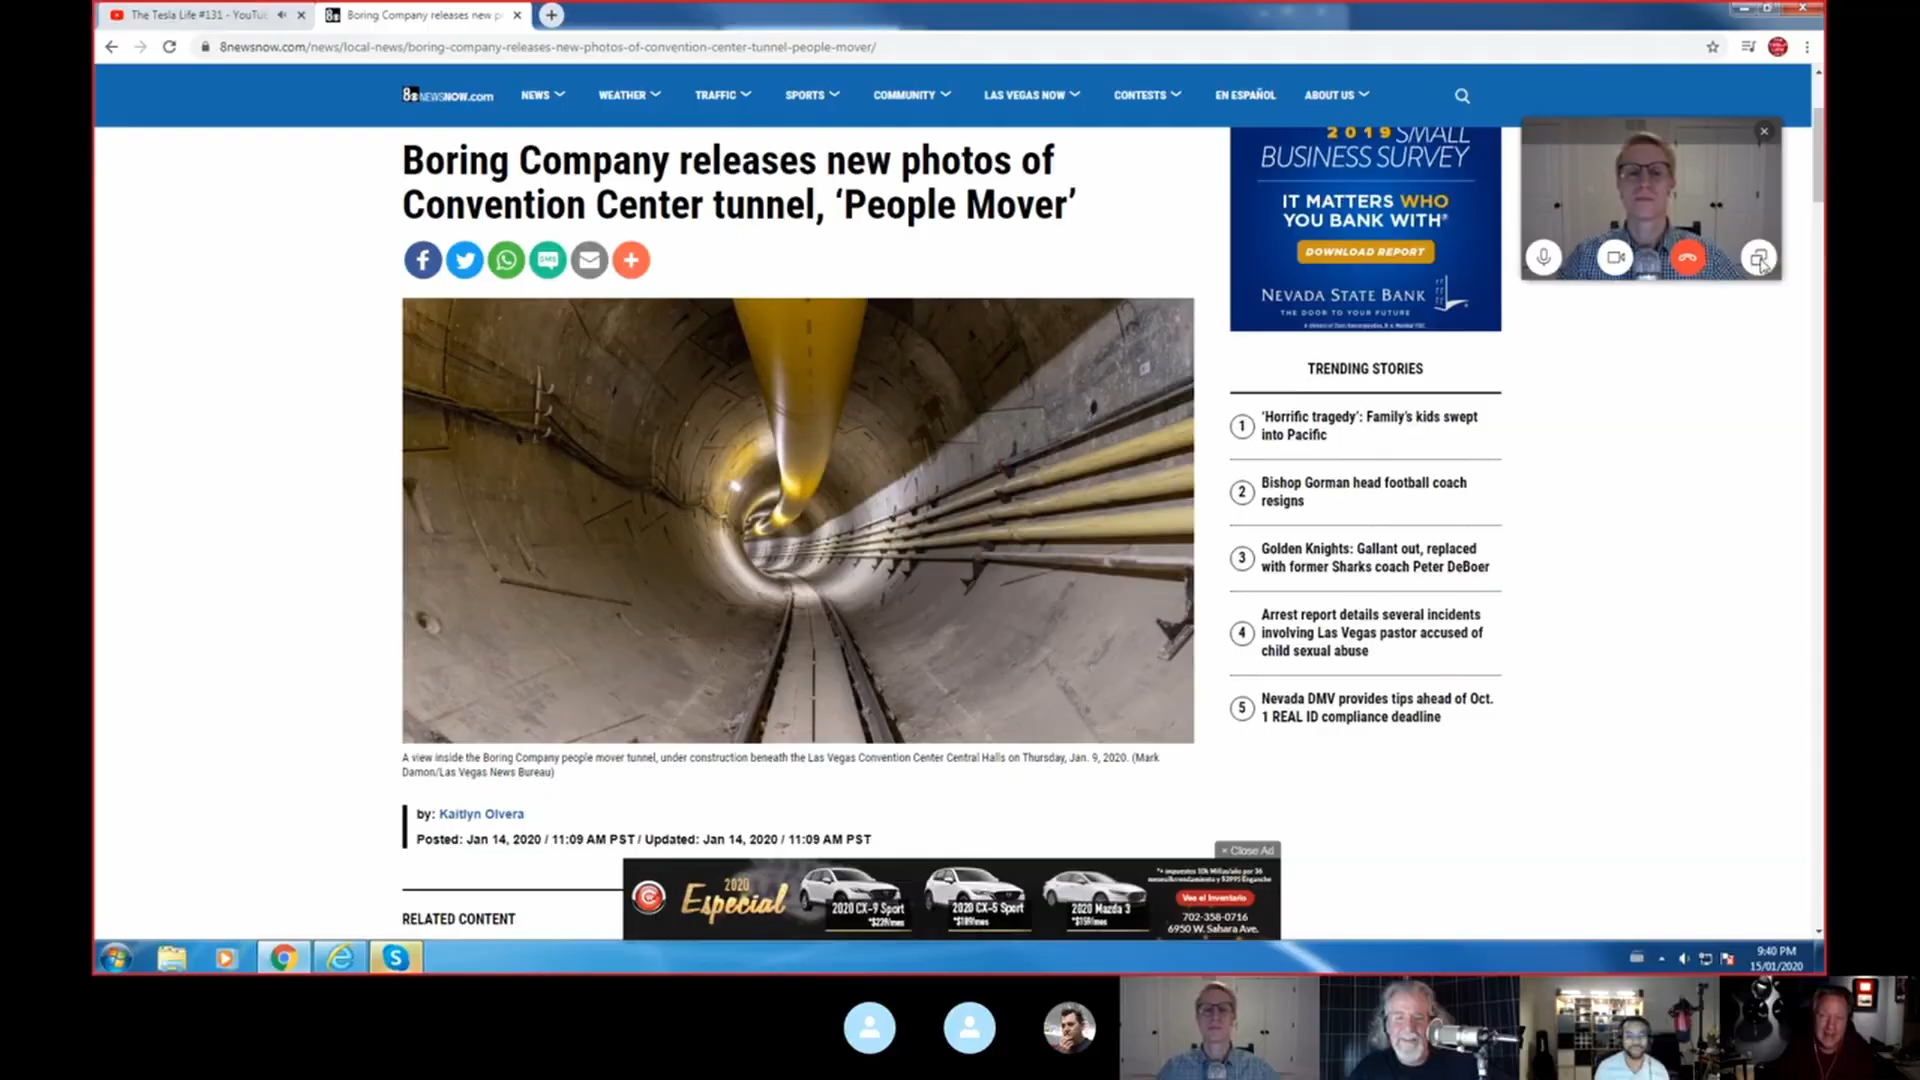 The Tesla Life #131 - YouTu
Boring Company releases new p
8newsnow.com/news/local-news/boring-company-releases-new-photos-of-convention-center-tunnel-people-mover/
8 NEWSNOW.com
NEWS
WEATHER
TRAFFIC
SPORTS
COMMUNITY
LAS VEGAS NOW
CONTESTS
EN ESPAÑOL
ABOUT US
Boring Company releases new photos of
Convention Center tunnel, ‘People Mover’
SMS
2019 SMALL
BUSINESS SURVEY
IT MATTERS WHO
YOU BANK WITH®
DOWNLOAD REPORT
NEVADA STATE BANK
THE DOOR TO YOUR FUTURE
TRENDING STORIES
1 ‘Horrific tragedy’: Family’s kids swept
into Pacific
2 Bishop Gorman head football coach
resigns
3 Golden Knights: Gallant out, replaced
with former Sharks coach Peter DeBoer
4 Arrest report details several incidents
involving Las Vegas pastor accused of
child sexual abuse
5 Nevada DMV provides tips ahead of Oct.
1 REAL ID compliance deadline
A view inside the Boring Company people mover tunnel, under construction beneath the Las Vegas Convention Center Central Halls on Thursday, Jan. 9, 2020. (Mark
Damon/Las Vegas News Bureau)
by: Kaitlyn Olvera
Posted: Jan 14, 2020 / 11:09 AM PST / Updated: Jan 14, 2020 / 11:09 AM PST
× Close Ad
2020
Especial
2020 CX-9 Sport
2020 CX-5 Sport
2020 Mazda 3
Vea el Inventario
702-358-0716
6950 W. Sahara Ave.
RELATED CONTENT
9:40 PM
15/01/2020